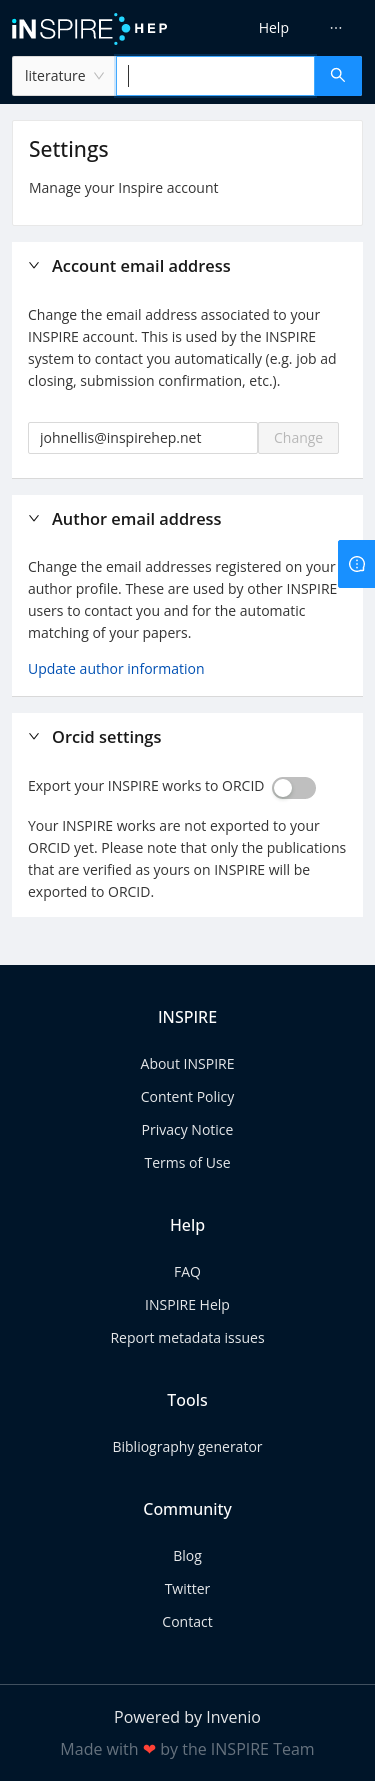 iNSPIRE HEP
Help
···
literature
Settings
Manage your Inspire account
Account email address
Change the email address associated to your
INSPIRE account. This is used by the INSPIRE
system to contact you automatically (e.g. job ad
closing, submission confirmation, etc.).
johnellis@inspirehep.net
Change
Author email address
Change the email addresses registered on your
author profile. These are used by other INSPIRE
users to contact you and for the automatic
matching of your papers.
Update author information
Orcid settings
Export your INSPIRE works to ORCID
Your INSPIRE works are not exported to your
ORCID yet. Please note that only the publications
that are verified as yours on INSPIRE will be
exported to ORCID.
INSPIRE
About INSPIRE
Content Policy
Privacy Notice
Terms of Use
Help
FAQ
INSPIRE Help
Report metadata issues
Tools
Bibliography generator
Community
Blog
Twitter
Contact
Powered by Invenio
Made with ❤ by the INSPIRE Team